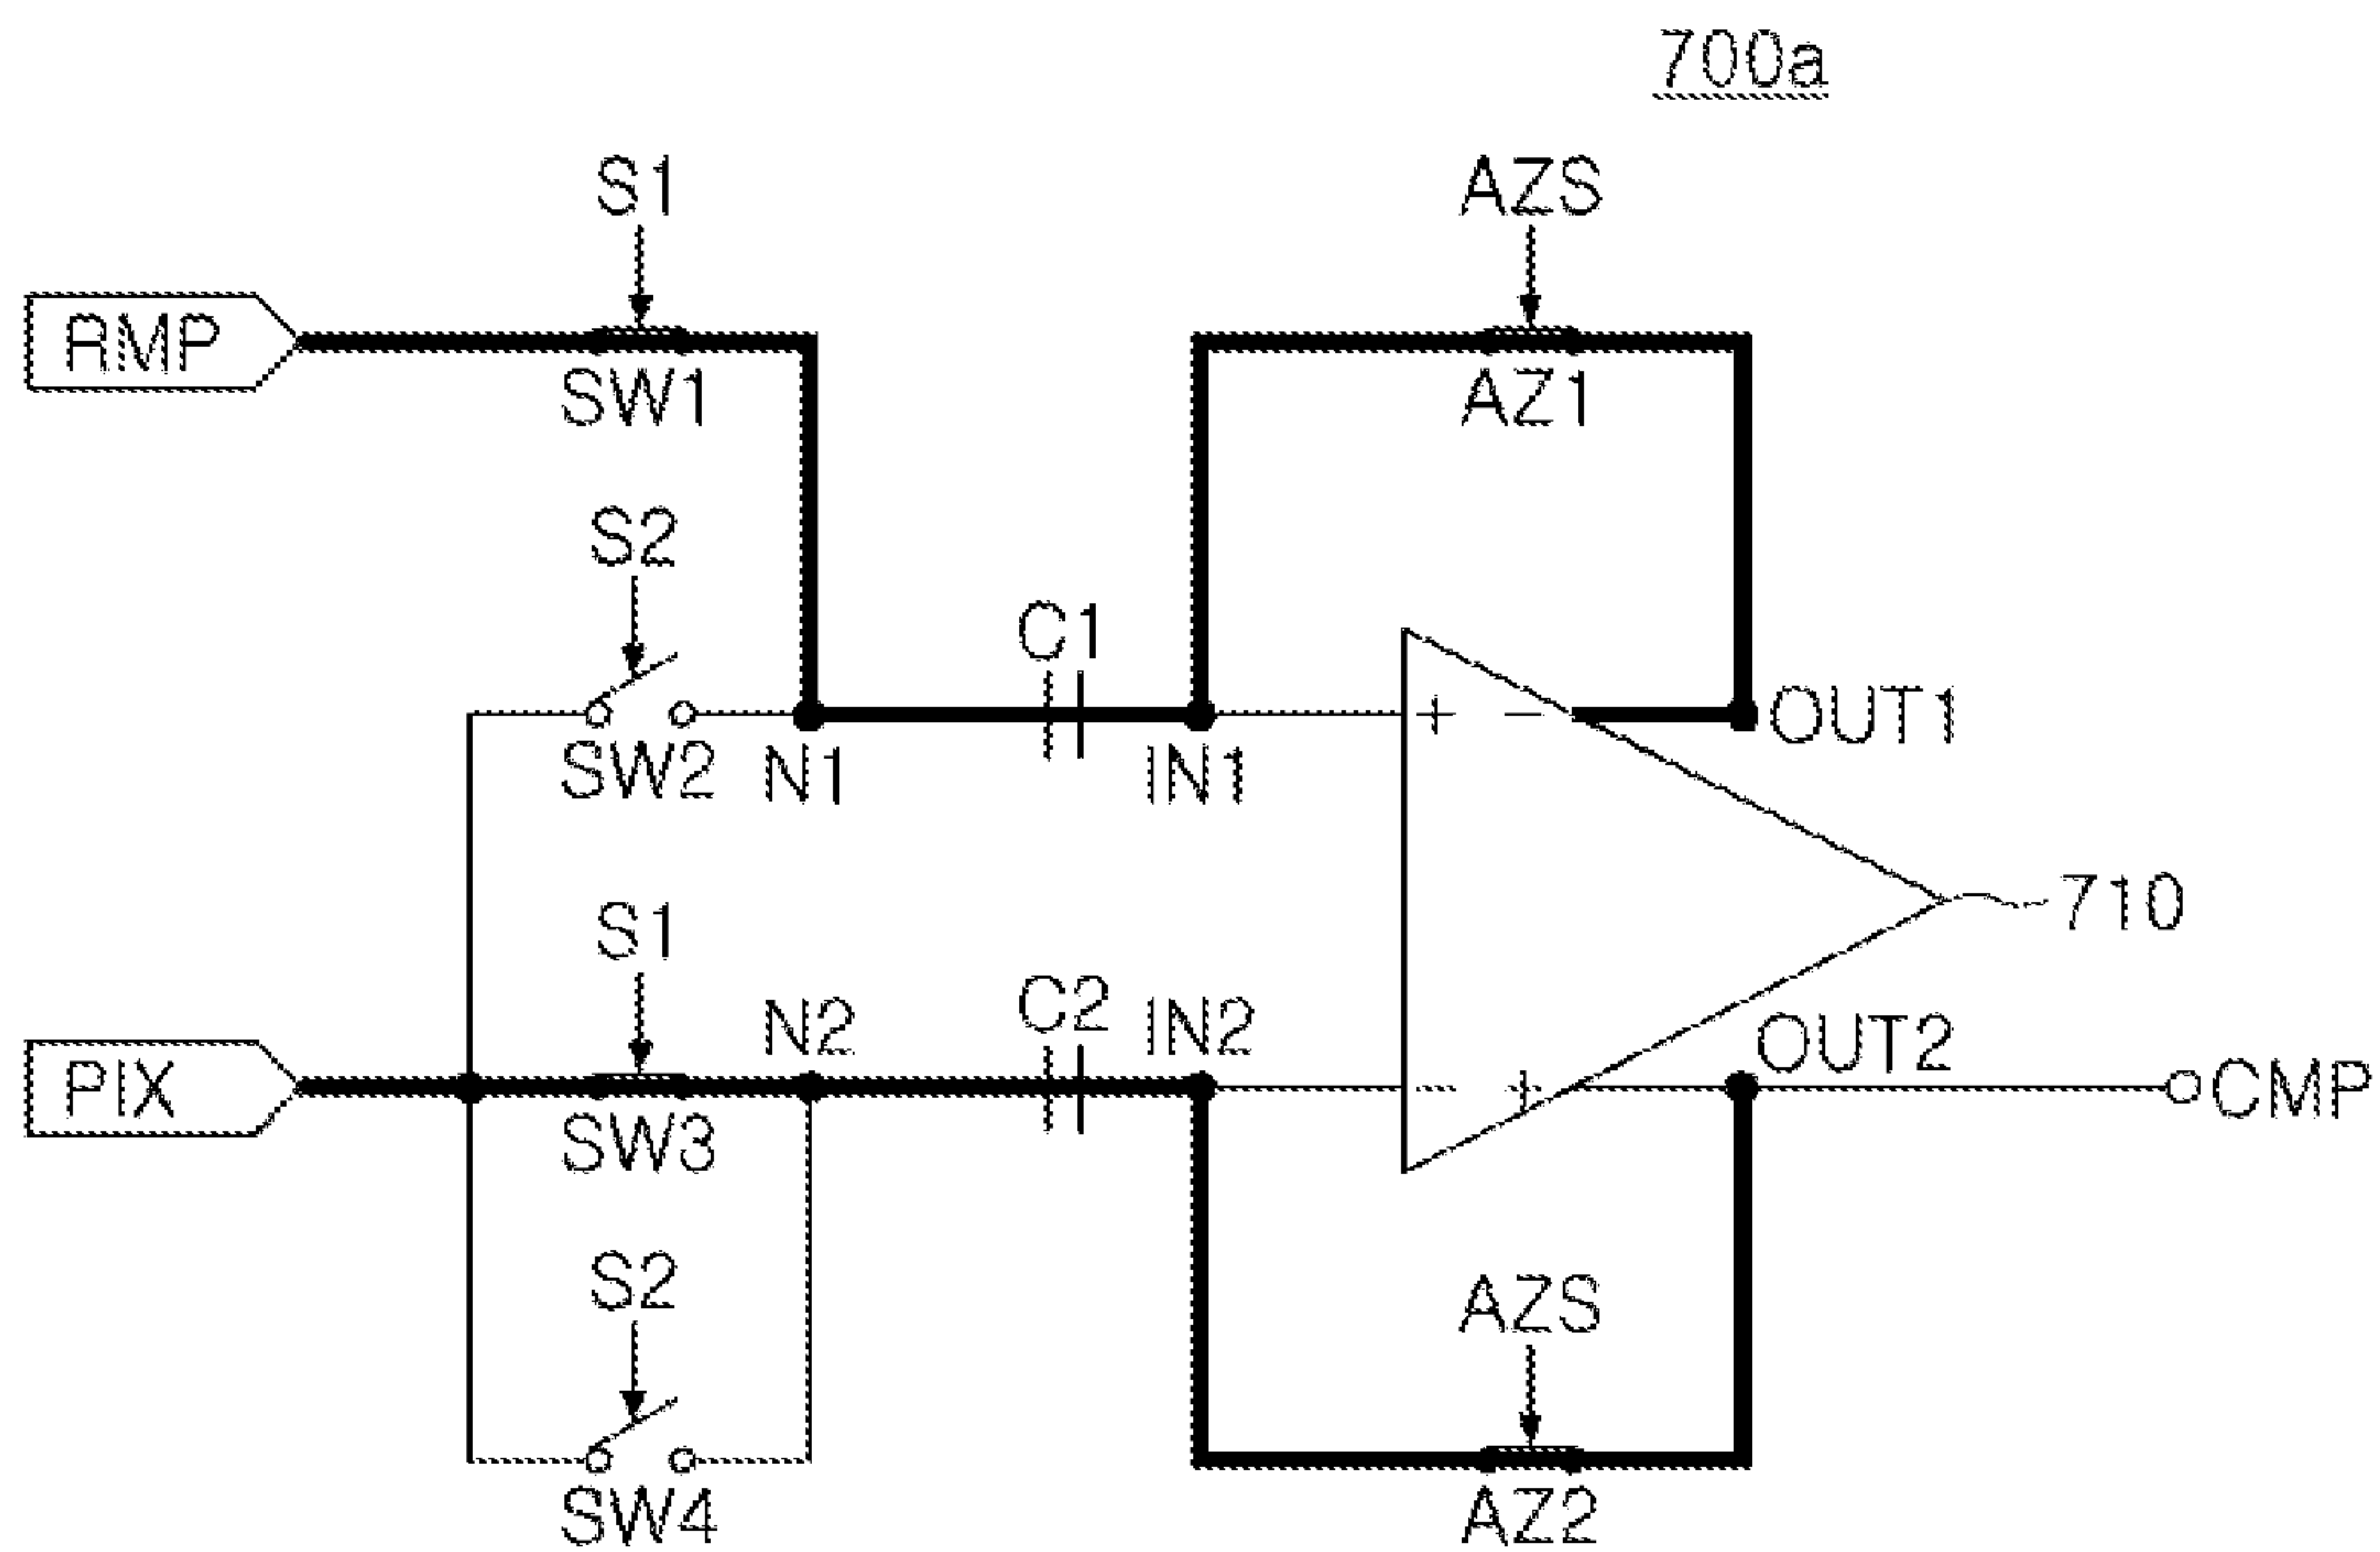 700a
S1
AZS
RMP
SW1
AZ1
S2
C1
+
−
OUT1
SW2
N1
IN1
710
S1
N2
C2
IN2
OUT2
PIX
−
+
CMP
SW3
S2
AZS
SW4
AZ2